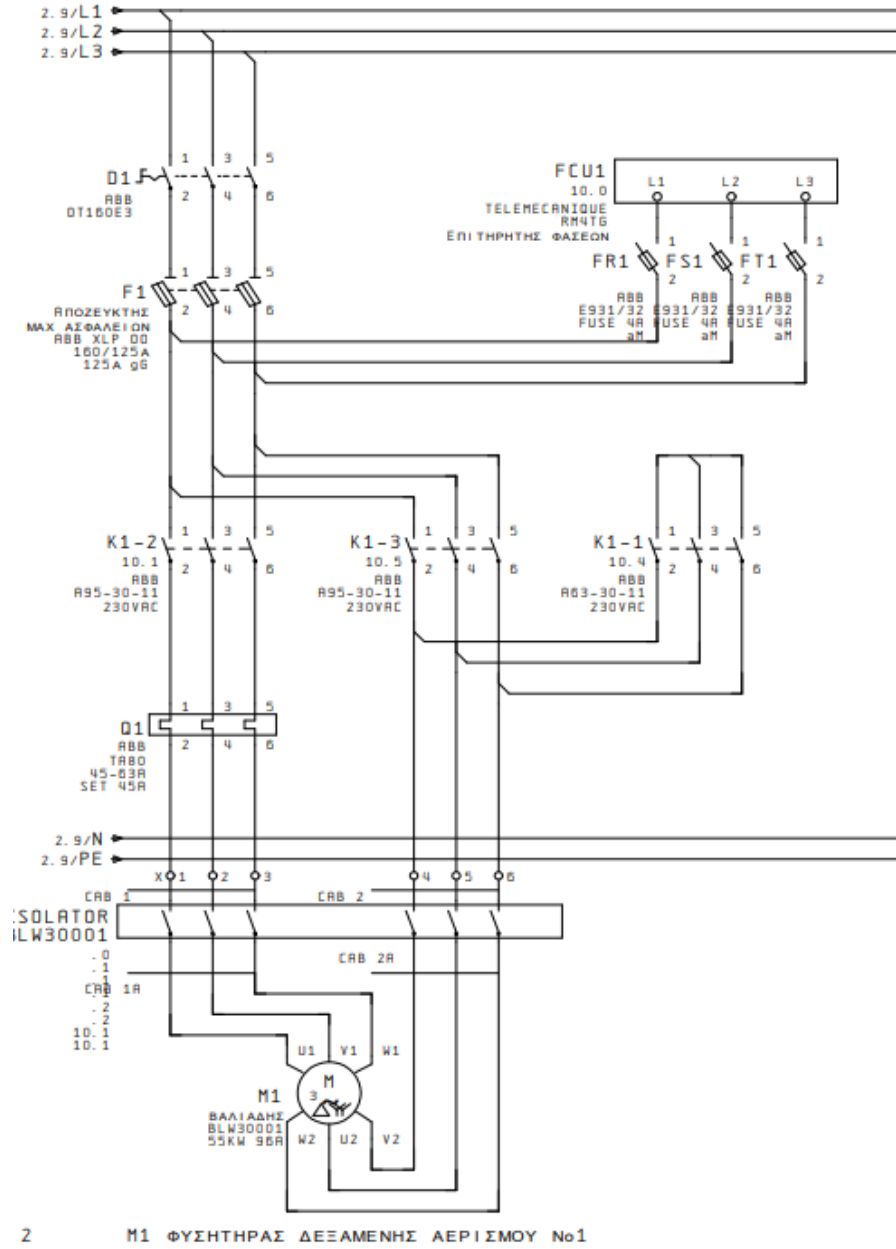 2.9/L1
2.9/L2
2.9/L3
1 3 5
D1
2 4 6
ABB
OT160E3
FCU1
10.0
L1 L2 L3
TELEMECANIQUE
RM4TG
ΕΠΙΤΗΡΗΤΗΣ ΦΑΣΕΩΝ
1 1 1
FR1 FS1 FT1
2 2 2
ABB ABB ABB
E931/32 E931/32 E931/32
FUSE 4A FUSE 4A FUSE 4A
aM aM aM
1 3 5
F1
2 4 6
ΑΠΟΖΕΥΚΤΗΣ
ΜΑΧ ΑΣΦΑΛΕΙΩΝ
ABB XLP 00
160/125A
125A gG
1 3 5
K1-2
10.1
2 4 6
ABB
A95-30-11
230VAC
1 3 5
K1-3
10.5
2 4 6
ABB
A95-30-11
230VAC
1 3 5
K1-1
10.4
2 4 6
ABB
A63-30-11
230VAC
1 3 5
Q1
2 4 6
ABB
TA80
45-63A
SET 45A
2.9/N
2.9/PE
X 1 2 3 4 5 6
CAB 1 CAB 2
ISOLATOR
BLW30001
.0
.1
.1
.1
.2
.2
10.1
10.1
CAB 1A CAB 2A
U1 V1 W1
M
3
M1
ΒΑΛΙΑΔΗΣ
BLW30001
55KW 96A
W2 U2 V2
2 M1 ΦΥΣΗΤΗΡΑΣ ΔΕΞΑΜΕΝΗΣ ΑΕΡΙΣΜΟΥ No1